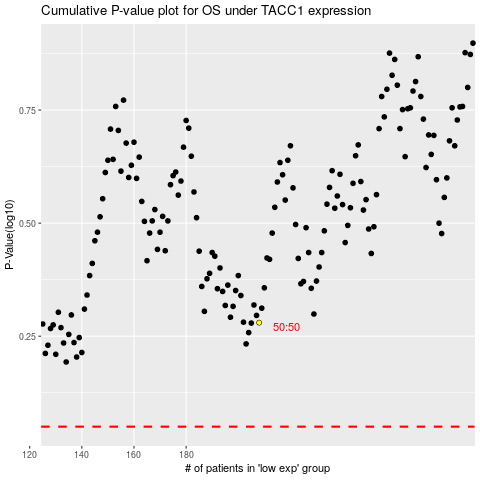 Cumulative P-value plot for OS under TACC1 expression
P-Value(log10)
0.75
0.50
0.25
50:50
120
140
160
180
# of patients in 'low exp' group